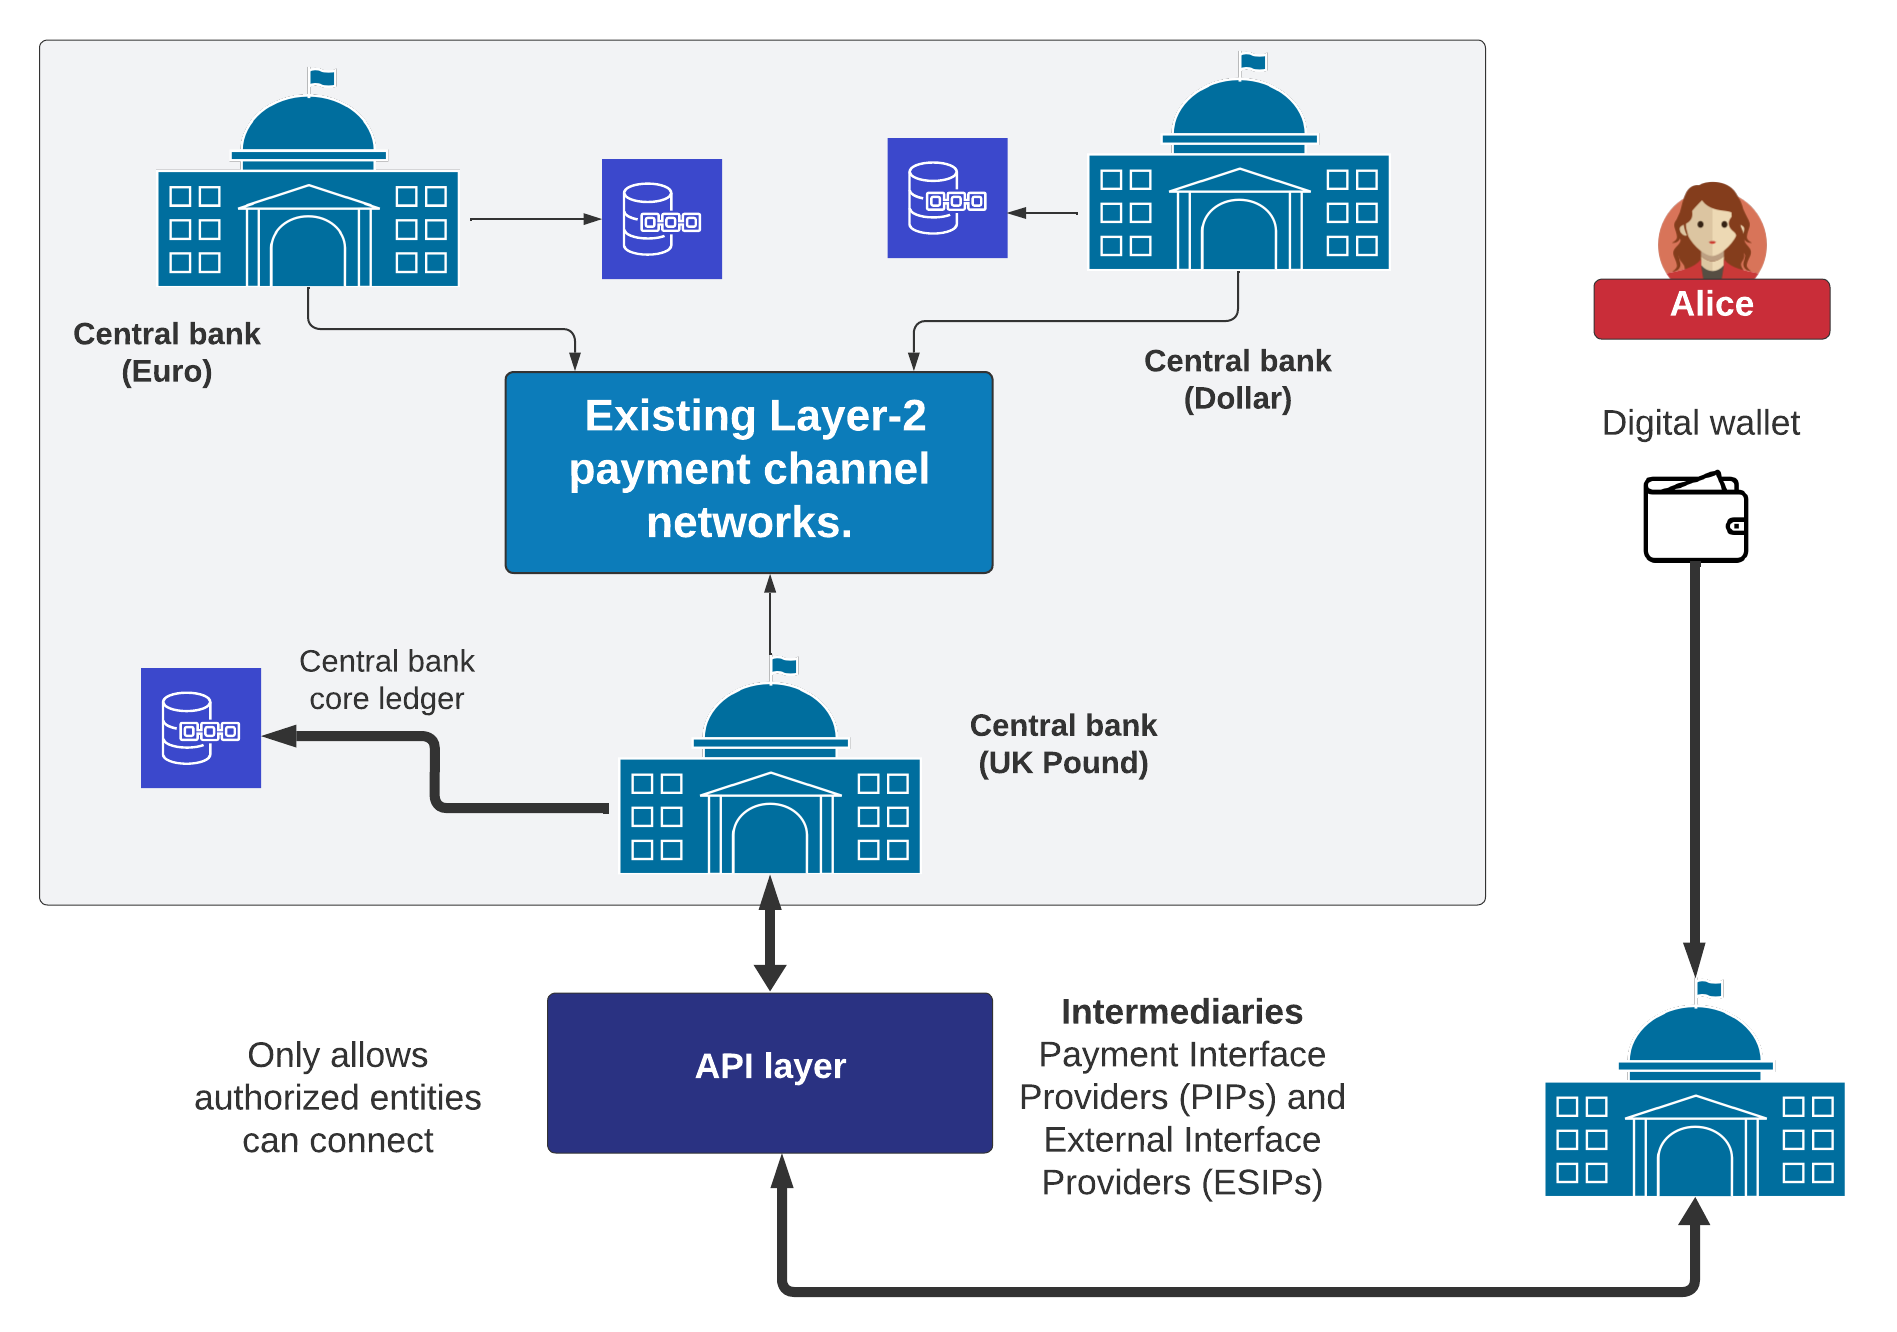 Central bank
(Euro)
Central bank
(Dollar)
Alice
Digital wallet
Existing Layer-2
payment channel
networks.
Central bank
core ledger
Central bank
(UK Pound)
Only allows
authorized entities
can connect
API layer
Intermediaries
Payment Interface
Providers (PIPs) and
External Interface
Providers (ESIPs)